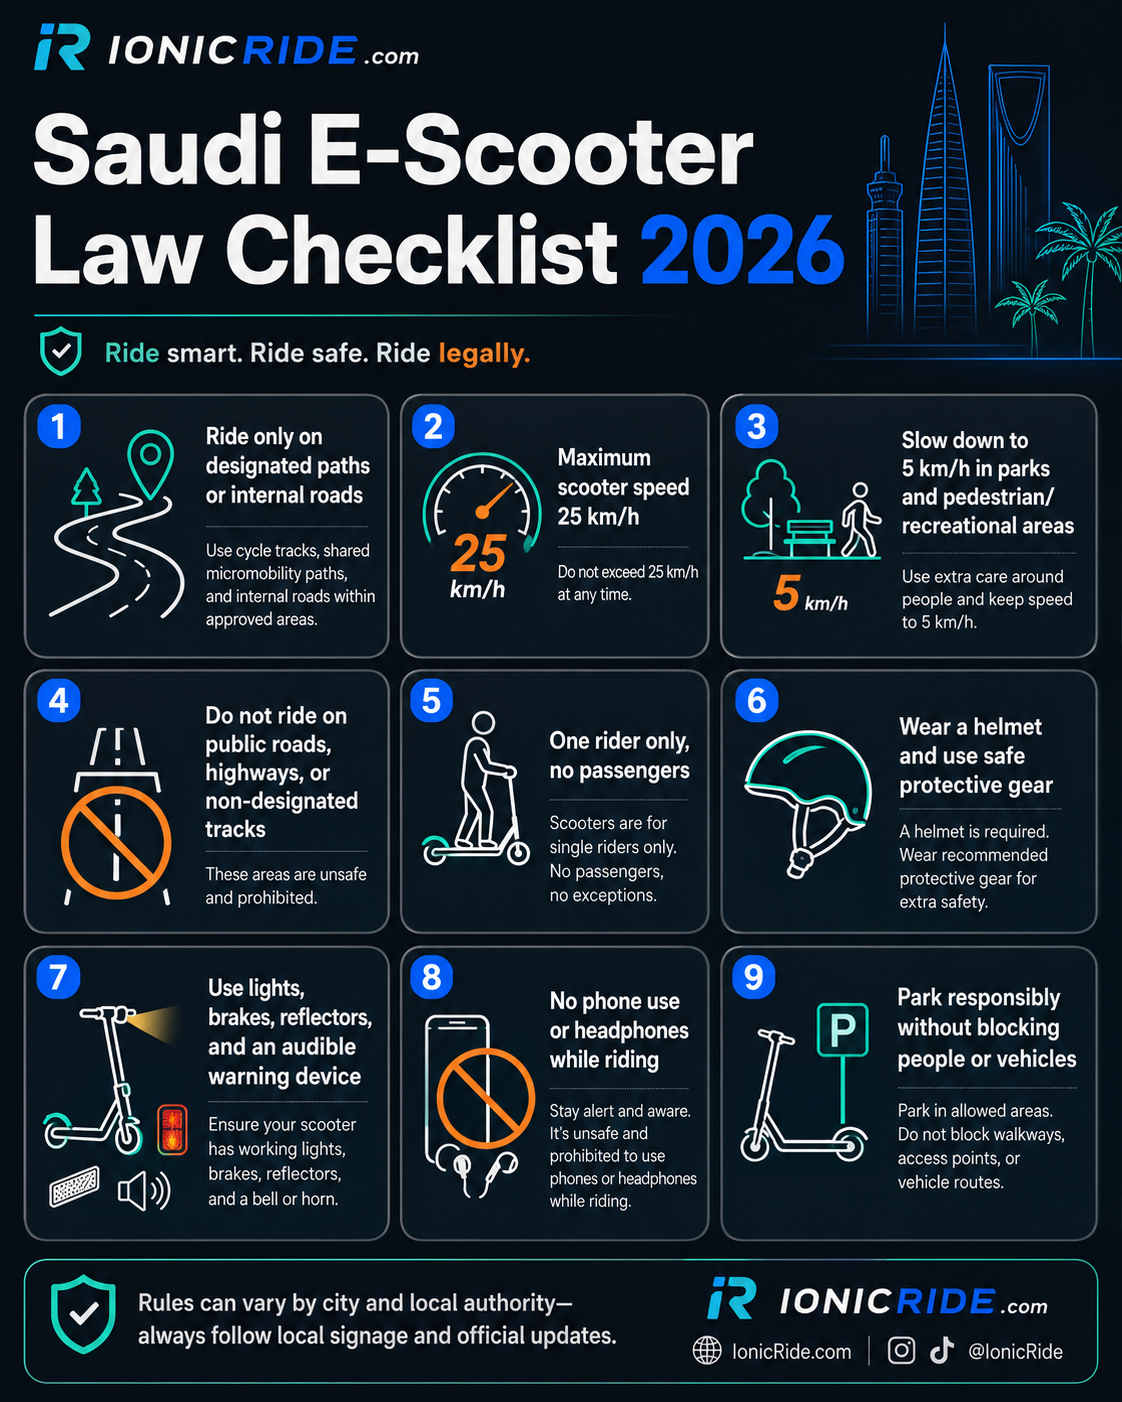 iR IONICRIDE.com
Saudi E-Scooter
Law Checklist 2026
Ride smart. Ride safe. Ride legally.
1
Ride only on
designated paths
or internal roads
Use cycle tracks, shared
micromobility paths,
and internal roads within
approved areas.
2
25
km/h
Maximum
scooter speed
25 km/h
Do not exceed 25 km/h
at any time.
3
5 km/h
Slow down to
5 km/h in parks
and pedestrian/
recreational areas
Use extra care around
people and keep speed
to 5 km/h.
4
Do not ride on
public roads,
highways, or
non-designated
tracks
These areas are unsafe
and prohibited.
5
One rider only,
no passengers
Scooters are for
single riders only.
No passengers,
no exceptions.
6
Wear a helmet
and use safe
protective gear
A helmet is required.
Wear recommended
protective gear for
extra safety.
7
Use lights,
brakes, reflectors,
and an audible
warning device
Ensure your scooter
has working lights,
brakes, reflectors,
and a bell or horn.
8
No phone use
or headphones
while riding
Stay alert and aware.
It's unsafe and
prohibited to use
phones or headphones
while riding.
9
P
Park responsibly
without blocking
people or vehicles
Park in allowed areas.
Do not block walkways,
access points, or
vehicle routes.
Rules can vary by city and local authority—
always follow local signage and official updates.
iR IONICRIDE.com
IonicRide.com
@IonicRide